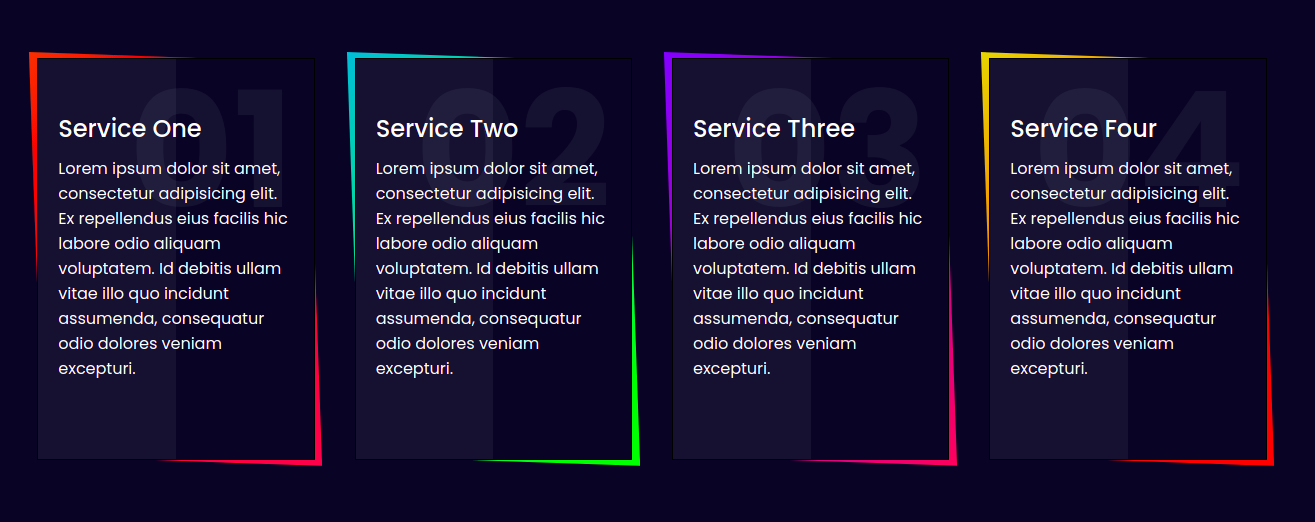 01
Service One
Lorem ipsum dolor sit amet,
consectetur adipisicing elit.
Ex repellendus eius facilis hic
labore odio aliquam
voluptatem. Id debitis ullam
vitae illo quo incidunt
assumenda, consequatur
odio dolores veniam
excepturi.
02
Service Two
Lorem ipsum dolor sit amet,
consectetur adipisicing elit.
Ex repellendus eius facilis hic
labore odio aliquam
voluptatem. Id debitis ullam
vitae illo quo incidunt
assumenda, consequatur
odio dolores veniam
excepturi.
03
Service Three
Lorem ipsum dolor sit amet,
consectetur adipisicing elit.
Ex repellendus eius facilis hic
labore odio aliquam
voluptatem. Id debitis ullam
vitae illo quo incidunt
assumenda, consequatur
odio dolores veniam
excepturi.
04
Service Four
Lorem ipsum dolor sit amet,
consectetur adipisicing elit.
Ex repellendus eius facilis hic
labore odio aliquam
voluptatem. Id debitis ullam
vitae illo quo incidunt
assumenda, consequatur
odio dolores veniam
excepturi.